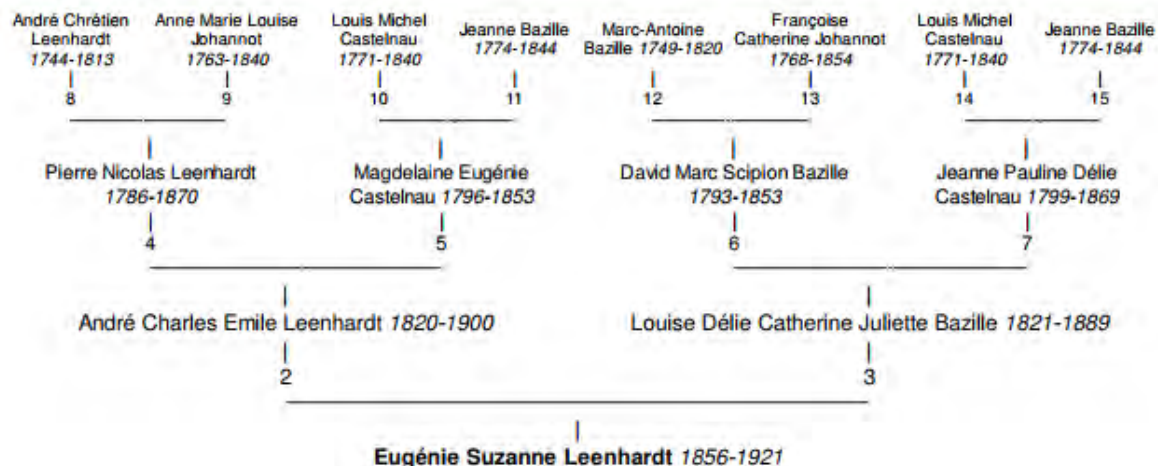 André Chrétien Leenhardt 1744-1813
Anne Marie Louise Johannot 1763-1840
Louis Michel Castelnau 1771-1840
Jeanne Bazille 1774-1844
Marc-Antoine Bazille 1749-1820
Françoise Catherine Johannot 1768-1854
Louis Michel Castelnau 1771-1840
Jeanne Bazille 1774-1844
8 9 10 11 12 13 14 15
Pierre Nicolas Leenhardt 1786-1870
Magdelaine Eugénie Castelnau 1796-1853
David Marc Scipion Bazille 1793-1853
Jeanne Pauline Délie Castelnau 1799-1869
4 5 6 7
André Charles Emile Leenhardt 1820-1900
Louise Délie Catherine Juliette Bazille 1821-1889
2 3
Eugénie Suzanne Leenhardt 1856-1921